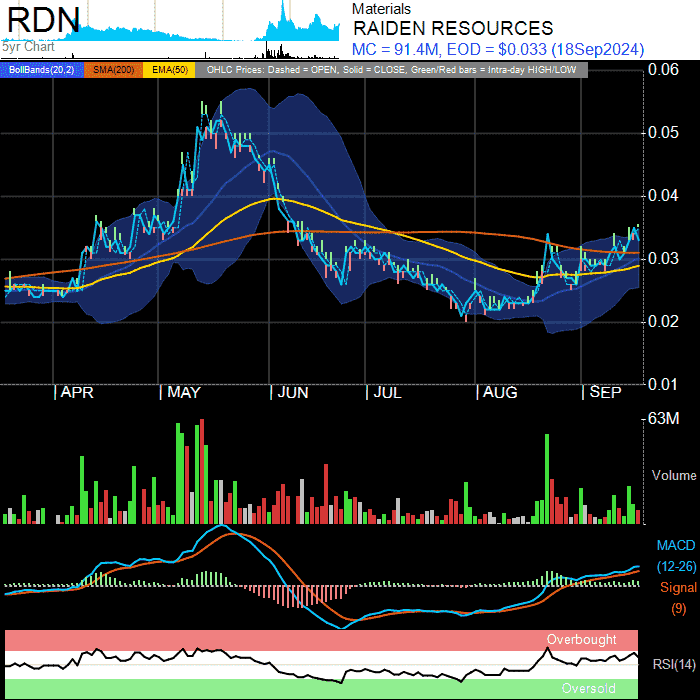 RDN
5yr Chart
Materials
RAIDEN RESOURCES
MC = 91.4M, EOD = $0.033 (18Sep2024)
BollBands(20,2) SMA(200) EMA(50) OHLC Prices: Dashed = OPEN, Solid = CLOSE, Green/Red bars = Intra-day HIGH/LOW
0.06
0.05
0.04
0.03
0.02
0.01
APR MAY JUN JUL AUG SEP
63M
Volume
MACD
(12-26)
Signal
(9)
Overbought
RSI(14)
Oversold